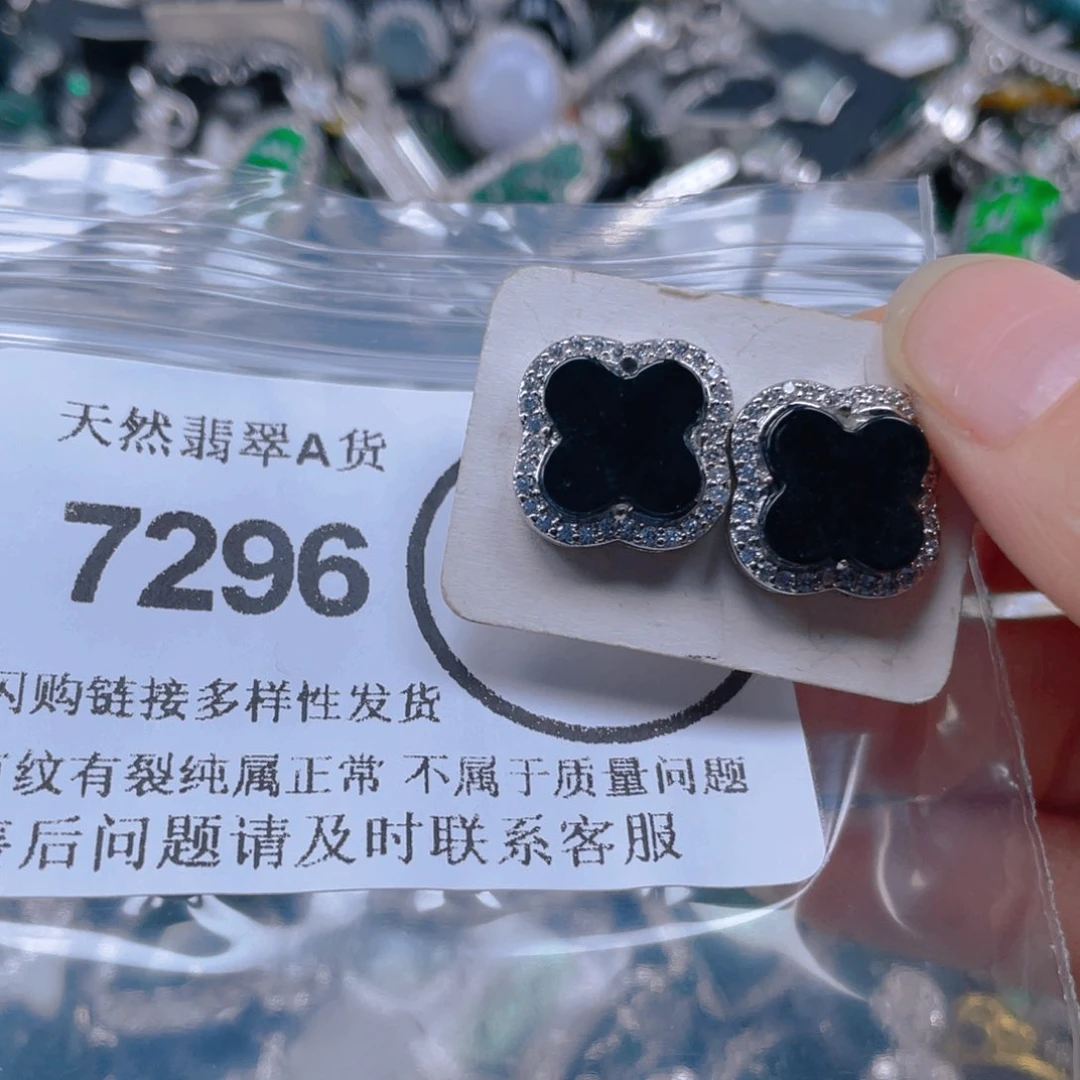 天然翡翠A货
7296
闪购链接多样性发货
纹有裂纯属正常 不属于质量问题
售后问题请及时联系客服